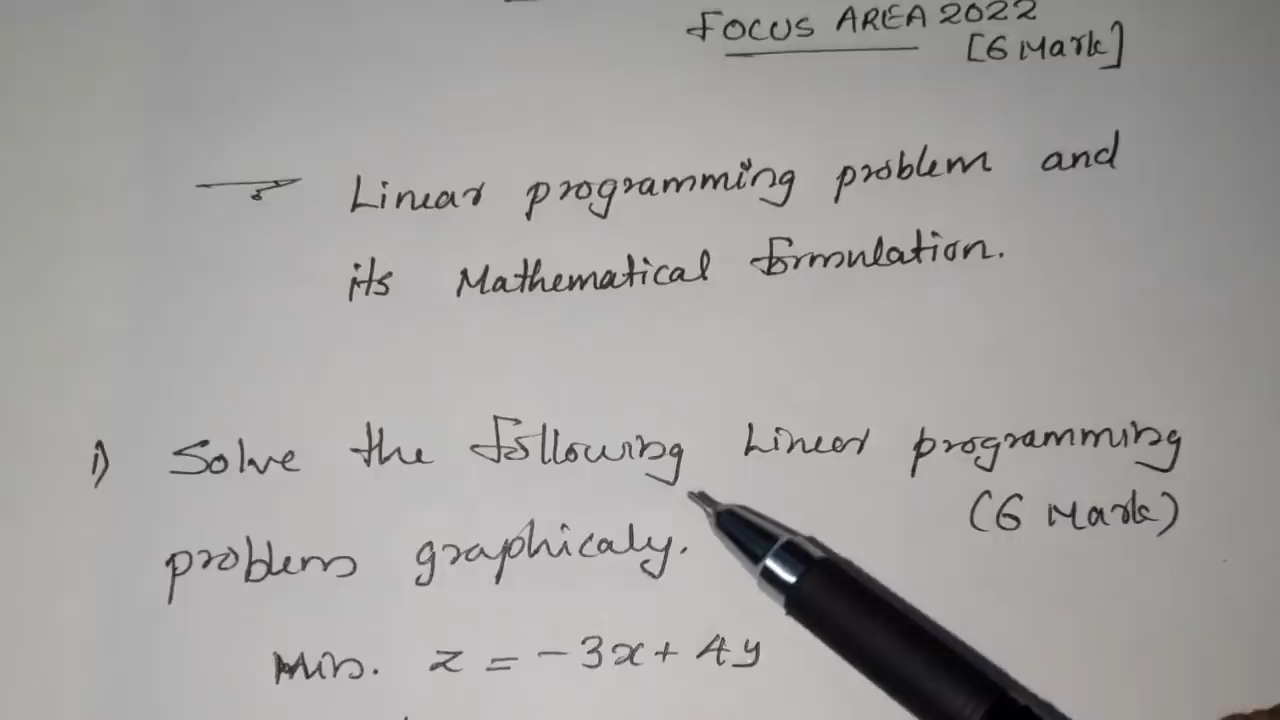 FOCUS AREA 2022
[6 Mark]
Linear programming problem and
its Mathematical formulation.
1) Solve the following Linear programming
(6 Mark)
problem graphicaly.
Min. z = -3x + 4y